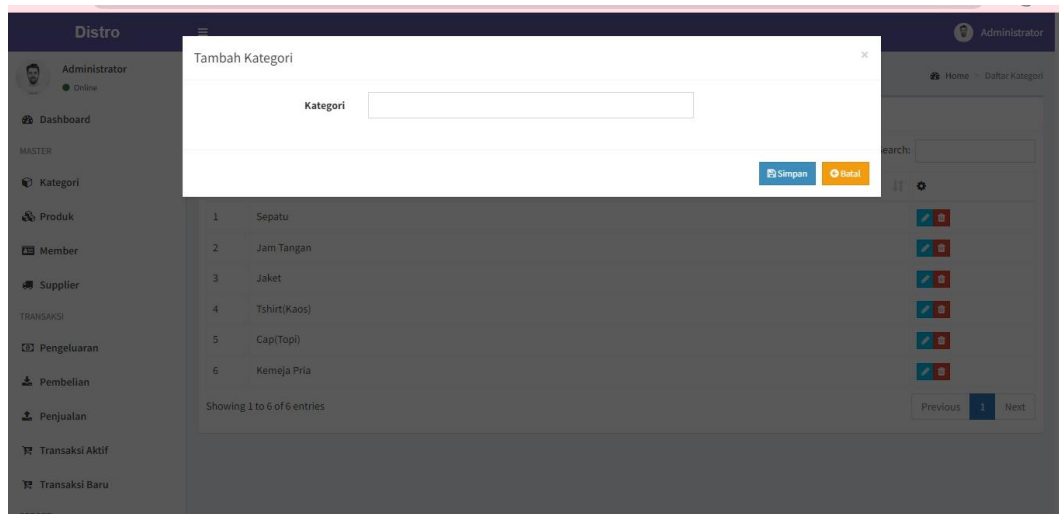 Distro
Administrator
Tambah Kategori
×
Administrator
Online
Home
Daftar Kategori
Kategori
Dashboard
MASTER
Search:
Simpan
Batal
Kategori
Produk
1 Sepatu
Member
2 Jam Tangan
Supplier
3 Jaket
TRANSAKSI
4 Tshirt(Kaos)
Pengeluaran
5 Cap(Topi)
Pembelian
6 Kemeja Pria
Showing 1 to 6 of 6 entries
Previous 1 Next
Penjualan
Transaksi Aktif
Transaksi Baru